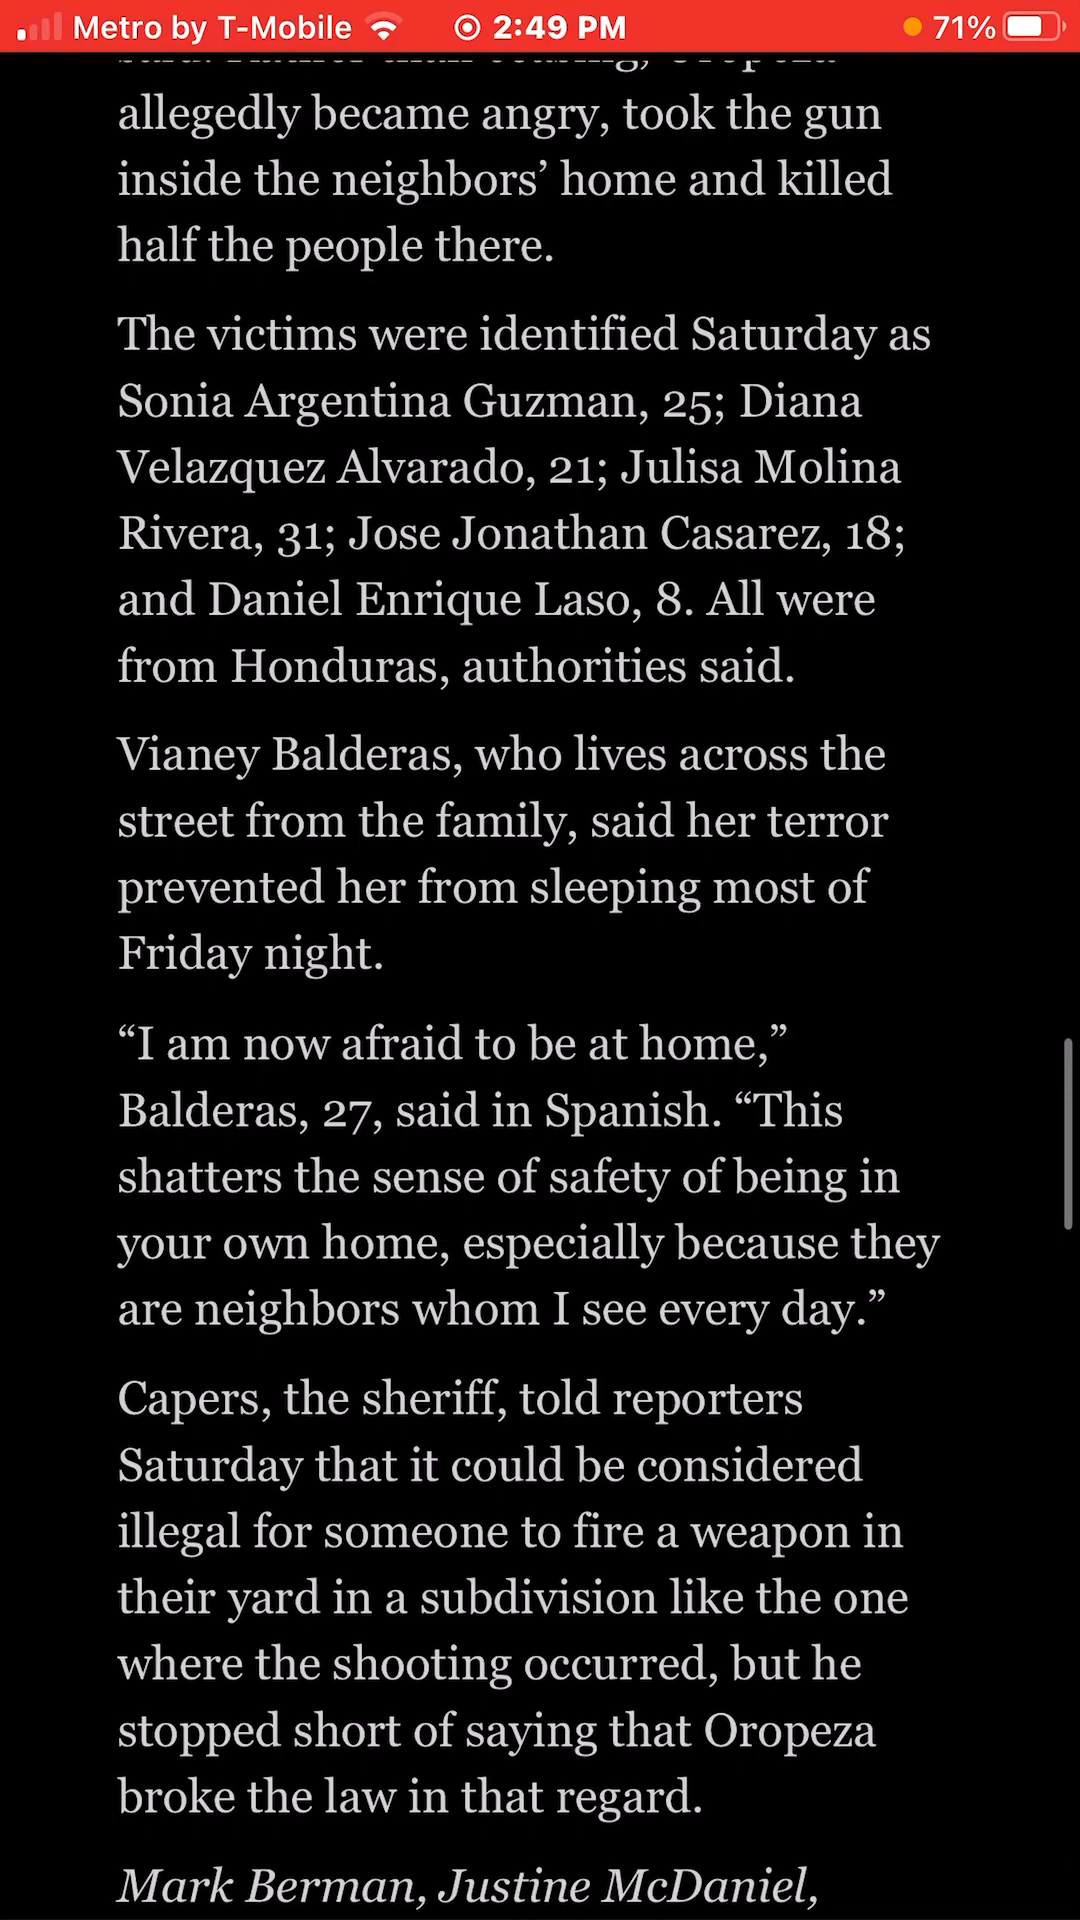 Metro by T-Mobile 2:49 PM 71%
allegedly became angry, took the gun
inside the neighbors’ home and killed
half the people there.
The victims were identified Saturday as
Sonia Argentina Guzman, 25; Diana
Velazquez Alvarado, 21; Julisa Molina
Rivera, 31; Jose Jonathan Casarez, 18;
and Daniel Enrique Laso, 8. All were
from Honduras, authorities said.
Vianey Balderas, who lives across the
street from the family, said her terror
prevented her from sleeping most of
Friday night.
“I am now afraid to be at home,”
Balderas, 27, said in Spanish. “This
shatters the sense of safety of being in
your own home, especially because they
are neighbors whom I see every day.”
Capers, the sheriff, told reporters
Saturday that it could be considered
illegal for someone to fire a weapon in
their yard in a subdivision like the one
where the shooting occurred, but he
stopped short of saying that Oropeza
broke the law in that regard.
Mark Berman, Justine McDaniel,